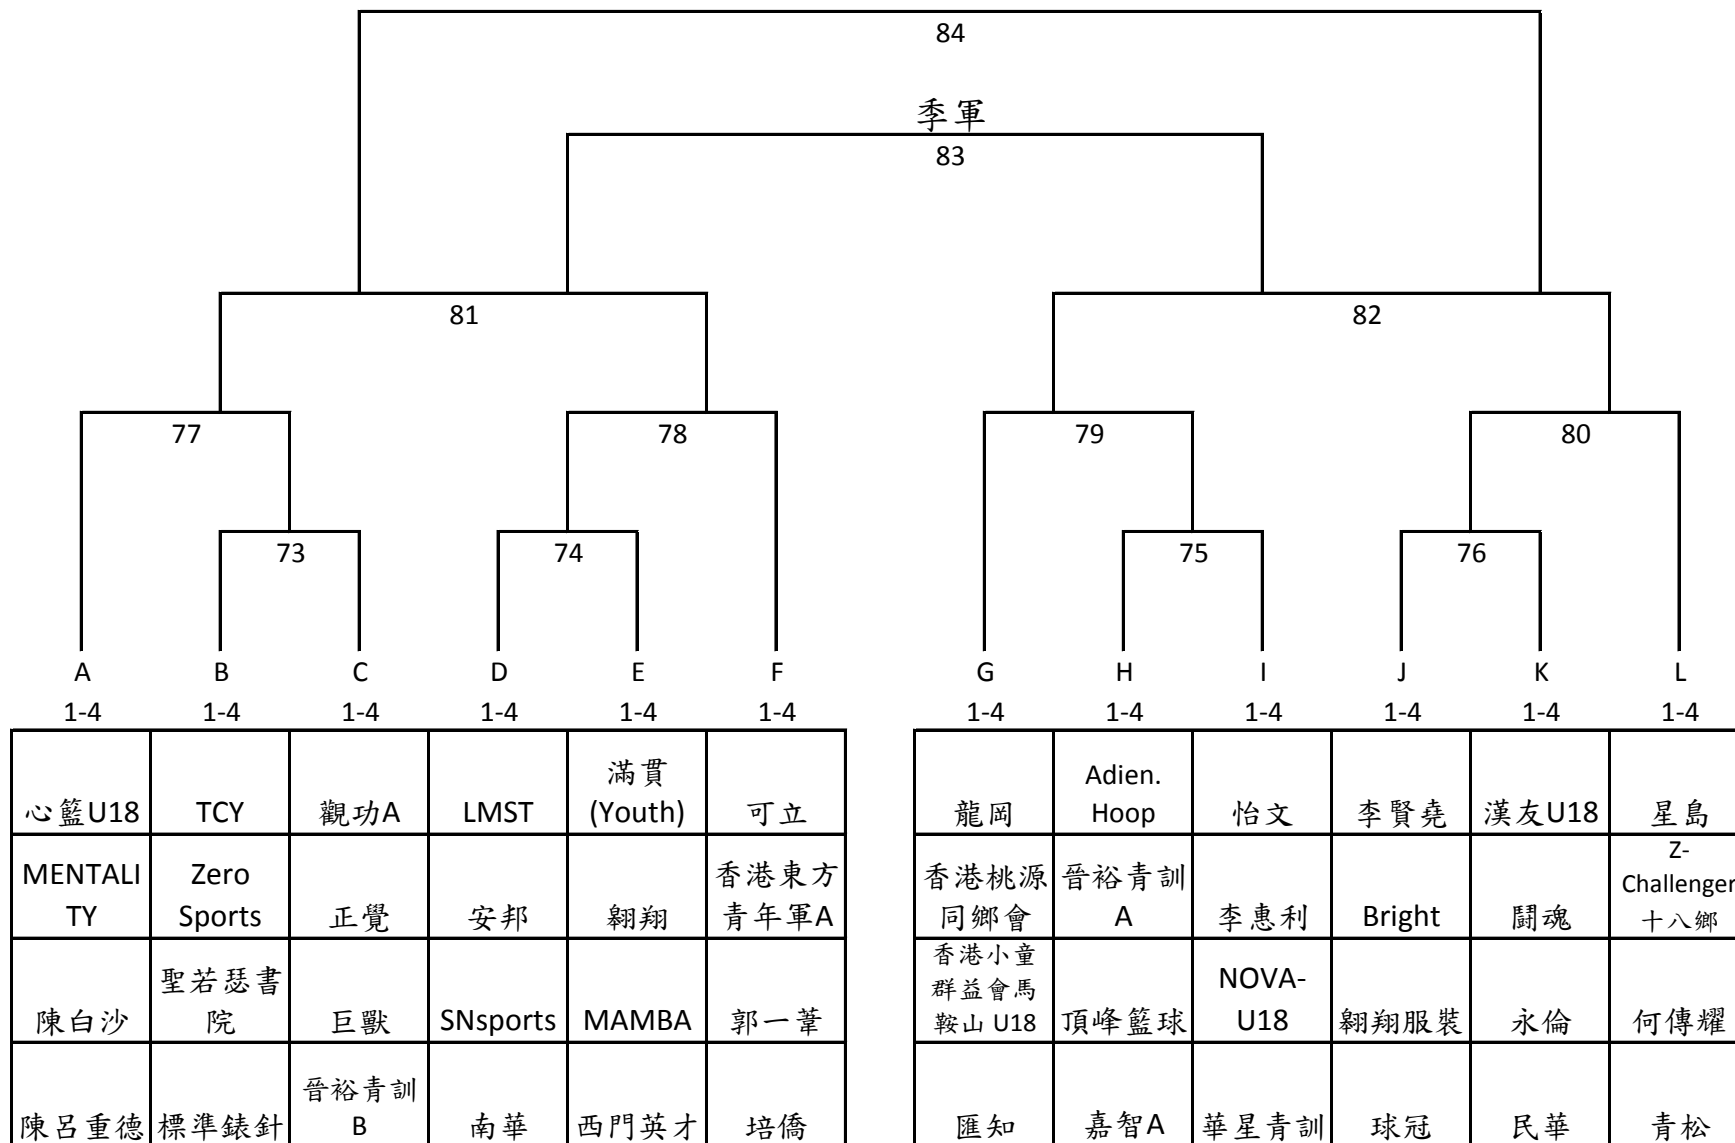 84
季軍
83
81
82
77
78
79
80
73
74
75
76
A B C D E F G H I J K L
1-4 1-4 1-4 1-4 1-4 1-4 1-4 1-4 1-4 1-4 1-4 1-4
心籃U18
TCY
觀功A
LMST
滿貫
(Youth)
可立
龍岡
Adien.
Hoop
怡文
李賢堯
漢友U18
星島
MENTALI
TY
Zero
Sports
正覺
安邦
翱翔
香港東方
青年軍A
香港桃源
同鄉會
晉裕青訓
A
李惠利
Bright
鬪魂
Z-
Challenger
十八鄉
陳白沙
聖若瑟書
院
巨獸
SNsports
MAMBA
郭一葦
香港小童
群益會馬
鞍山 U18
頂峰籃球
NOVA-
U18
翱翔服裝
永倫
何傳耀
陳呂重德
標準錶針
晉裕青訓
B
南華
西門英才
培僑
匯知
嘉智A
華星青訓
球冠
民華
青松